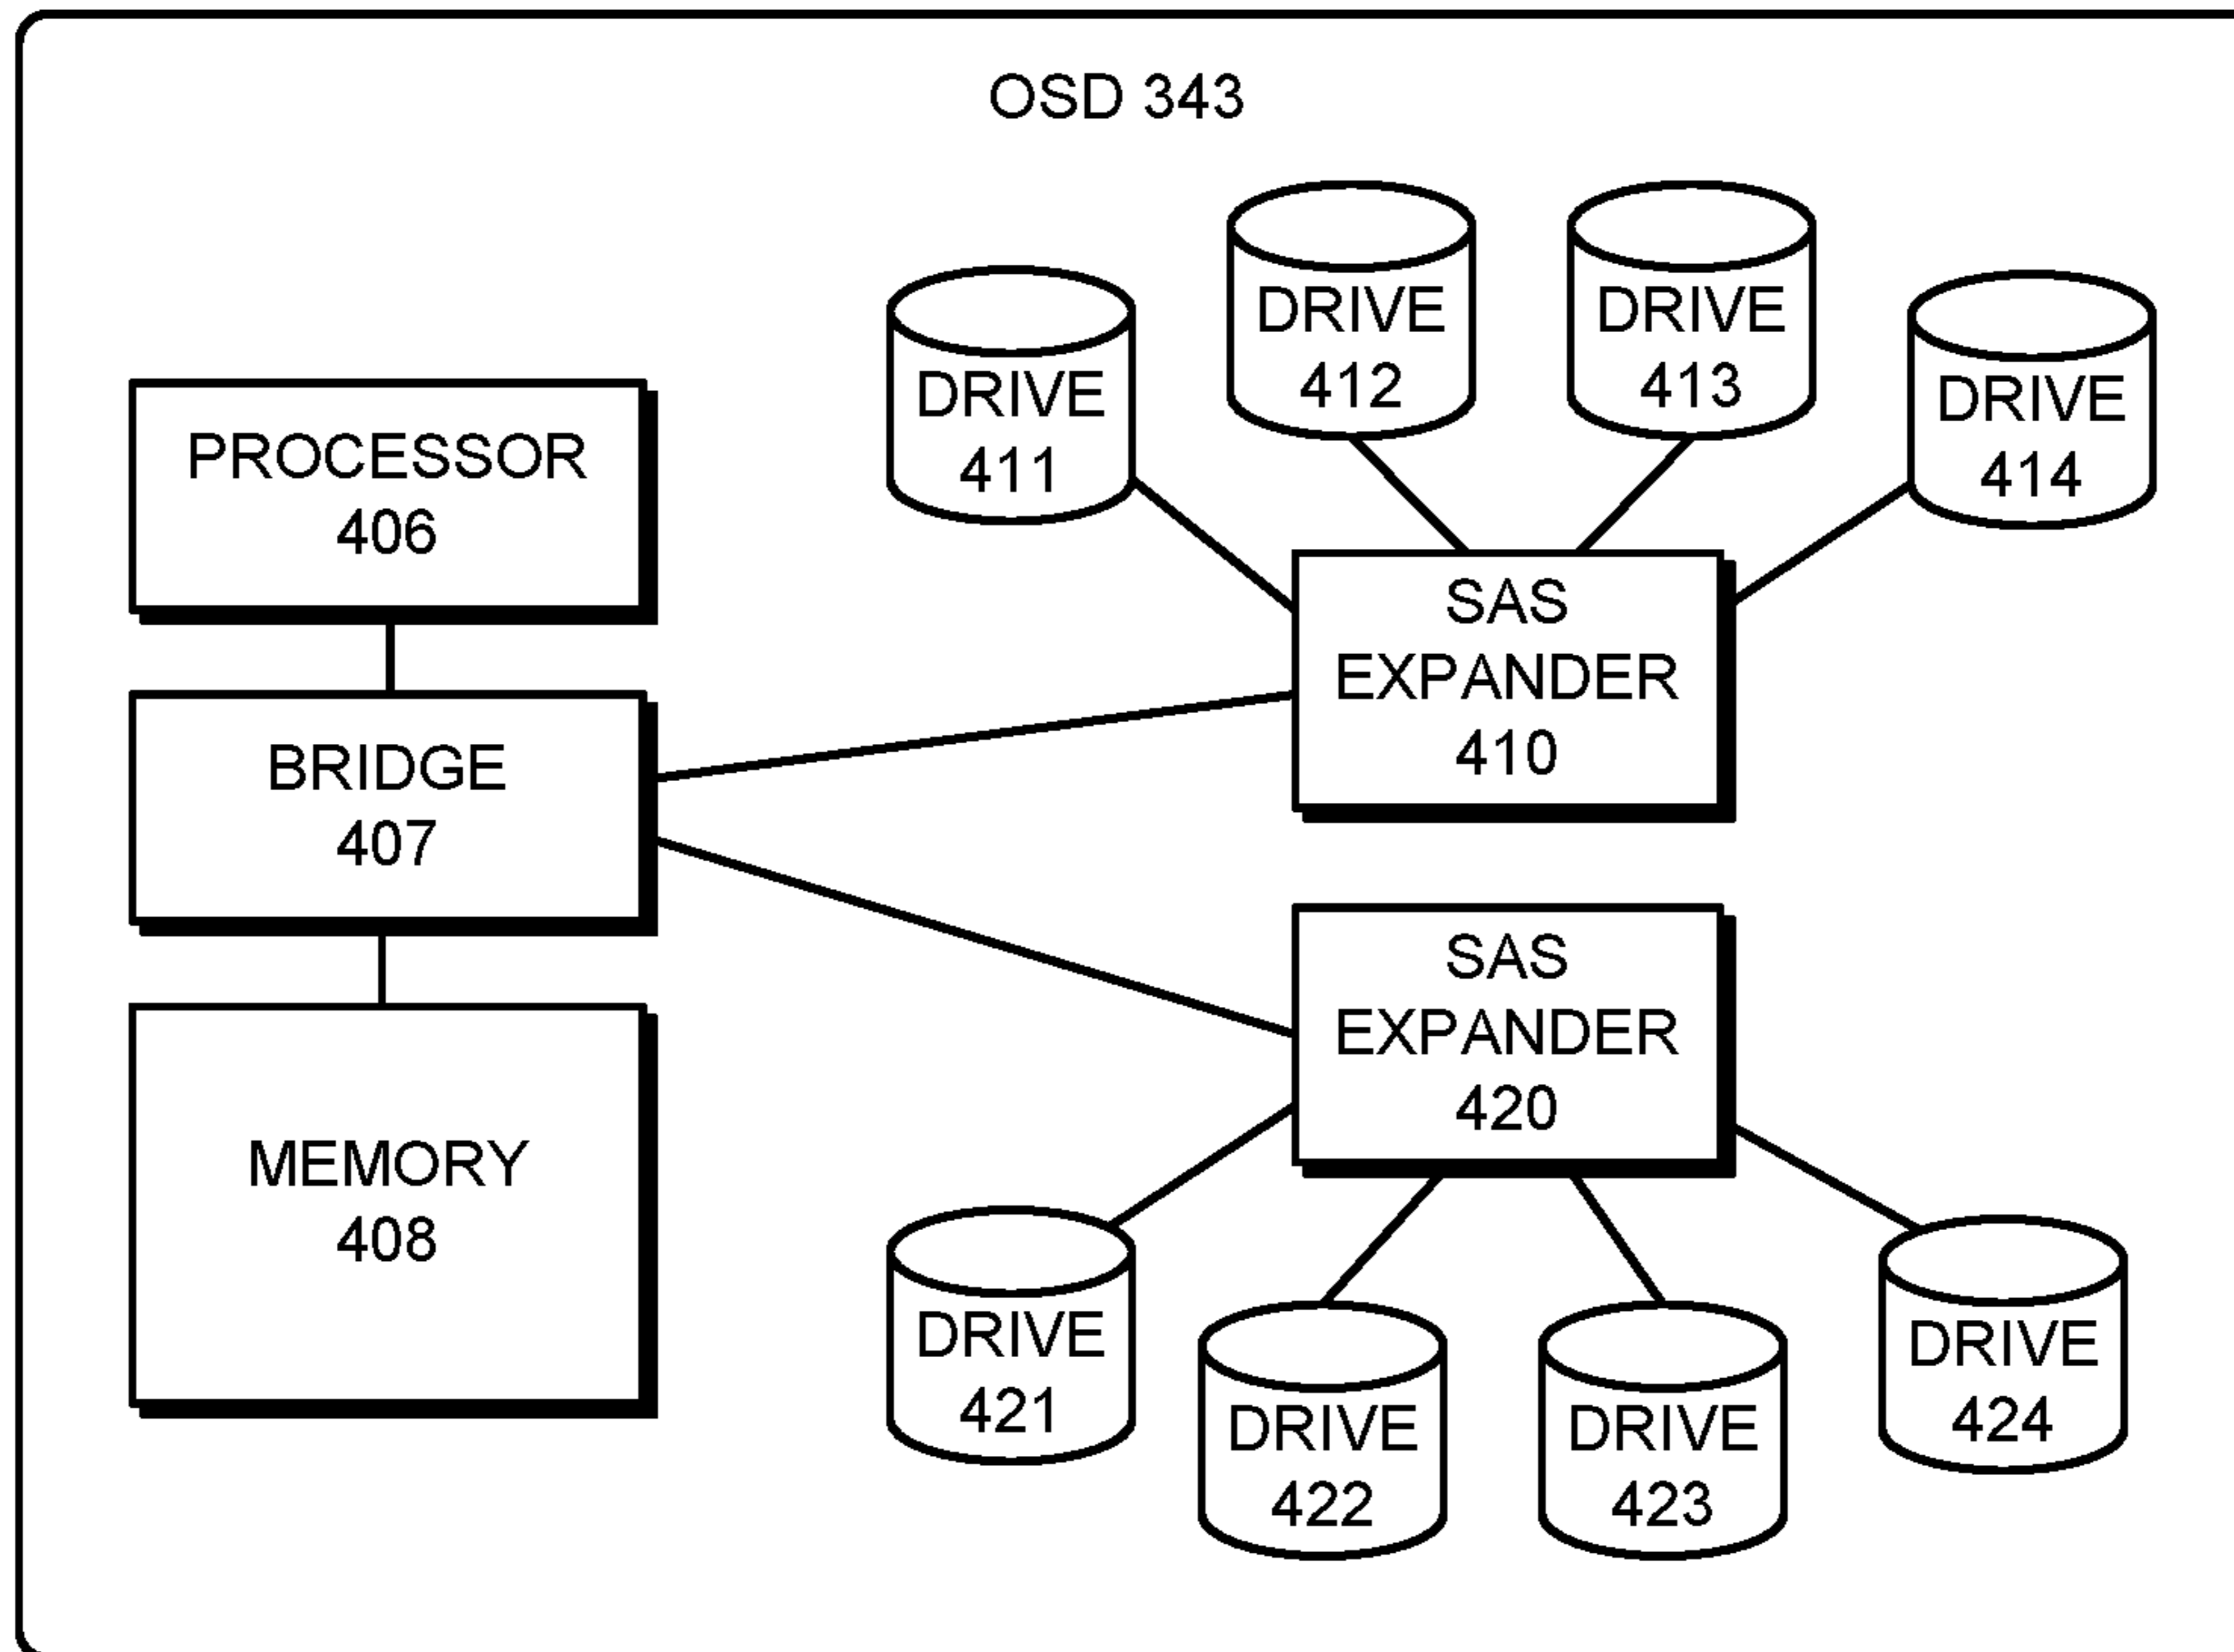 OSD 343
DRIVE
412
DRIVE
413
DRIVE
411
DRIVE
414
PROCESSOR
406
SAS
EXPANDER
410
BRIDGE
407
SAS
EXPANDER
420
MEMORY
408
DRIVE
421
DRIVE
422
DRIVE
423
DRIVE
424